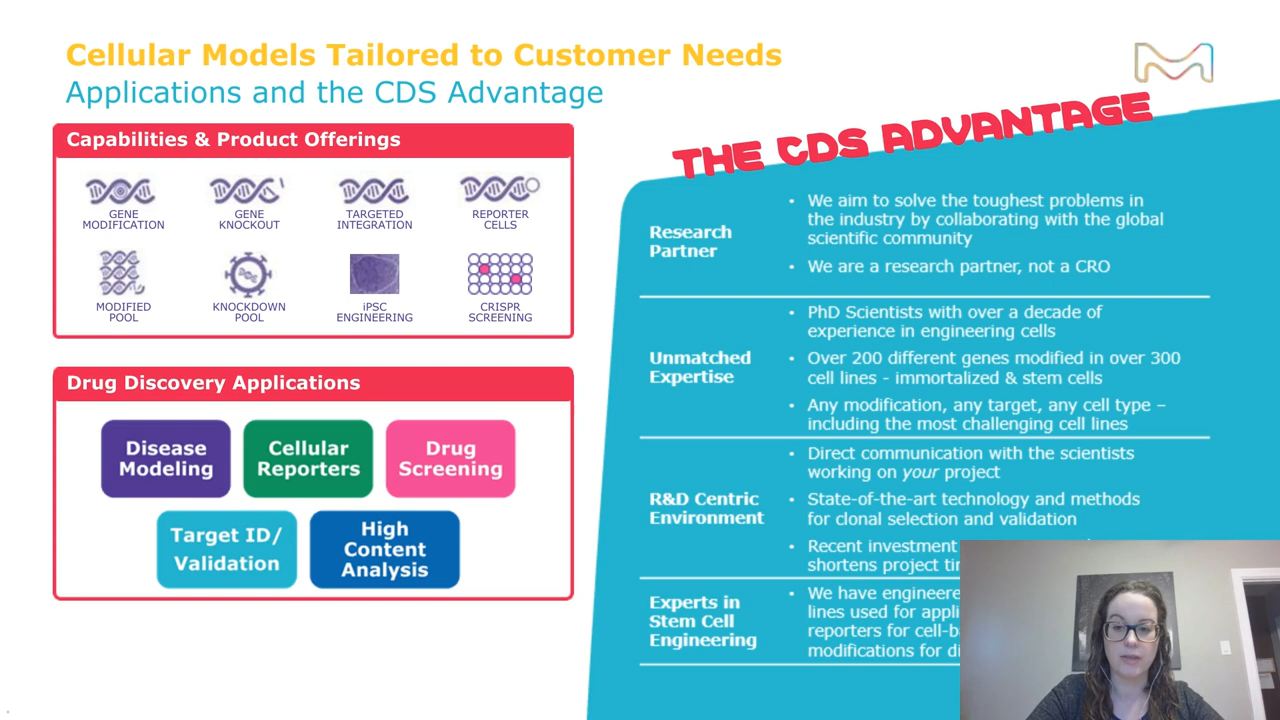 Cellular Models Tailored to Customer Needs
Applications and the CDS Advantage
Capabilities & Product Offerings
GENE
MODIFICATION
GENE
KNOCKOUT
TARGETED
INTEGRATION
REPORTER
CELLS
MODIFIED
POOL
KNOCKDOWN
POOL
iPSC
ENGINEERING
CRISPR
SCREENING
Drug Discovery Applications
Disease
Modeling
Cellular
Reporters
Drug
Screening
Target ID/
Validation
High
Content
Analysis
THE CDS ADVANTAGE
Research
Partner
• We aim to solve the toughest problems in
the industry by collaborating with the global
scientific community
• We are a research partner, not a CRO
Unmatched
Expertise
• PhD Scientists with over a decade of
experience in engineering cells
• Over 200 different genes modified in over 300
cell lines - immortalized & stem cells
• Any modification, any target, any cell type –
including the most challenging cell lines
R&D Centric
Environment
• Direct communication with the scientists
working on your project
• State-of-the-art technology and methods
for clonal selection and validation
• Recent investment
shortens project
Experts in
Stem Cell
Engineering
• We have
lines used for
reporters for
modifications for